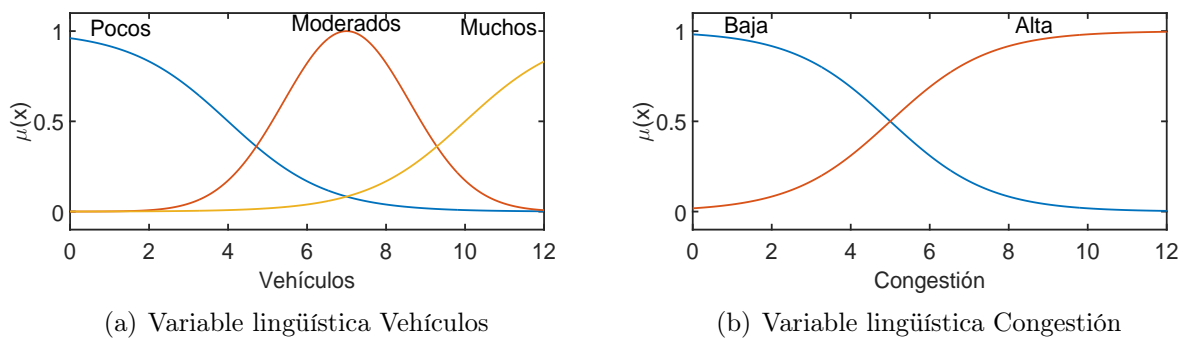 Pocos
Moderados
Muchos
1
0.5
0
μ(x)
0
2
4
6
8
10
12
Vehículos
(a) Variable lingüística Vehículos
Baja
Alta
1
0.5
0
μ(x)
0
2
4
6
8
10
12
Congestión
(b) Variable lingüística Congestión